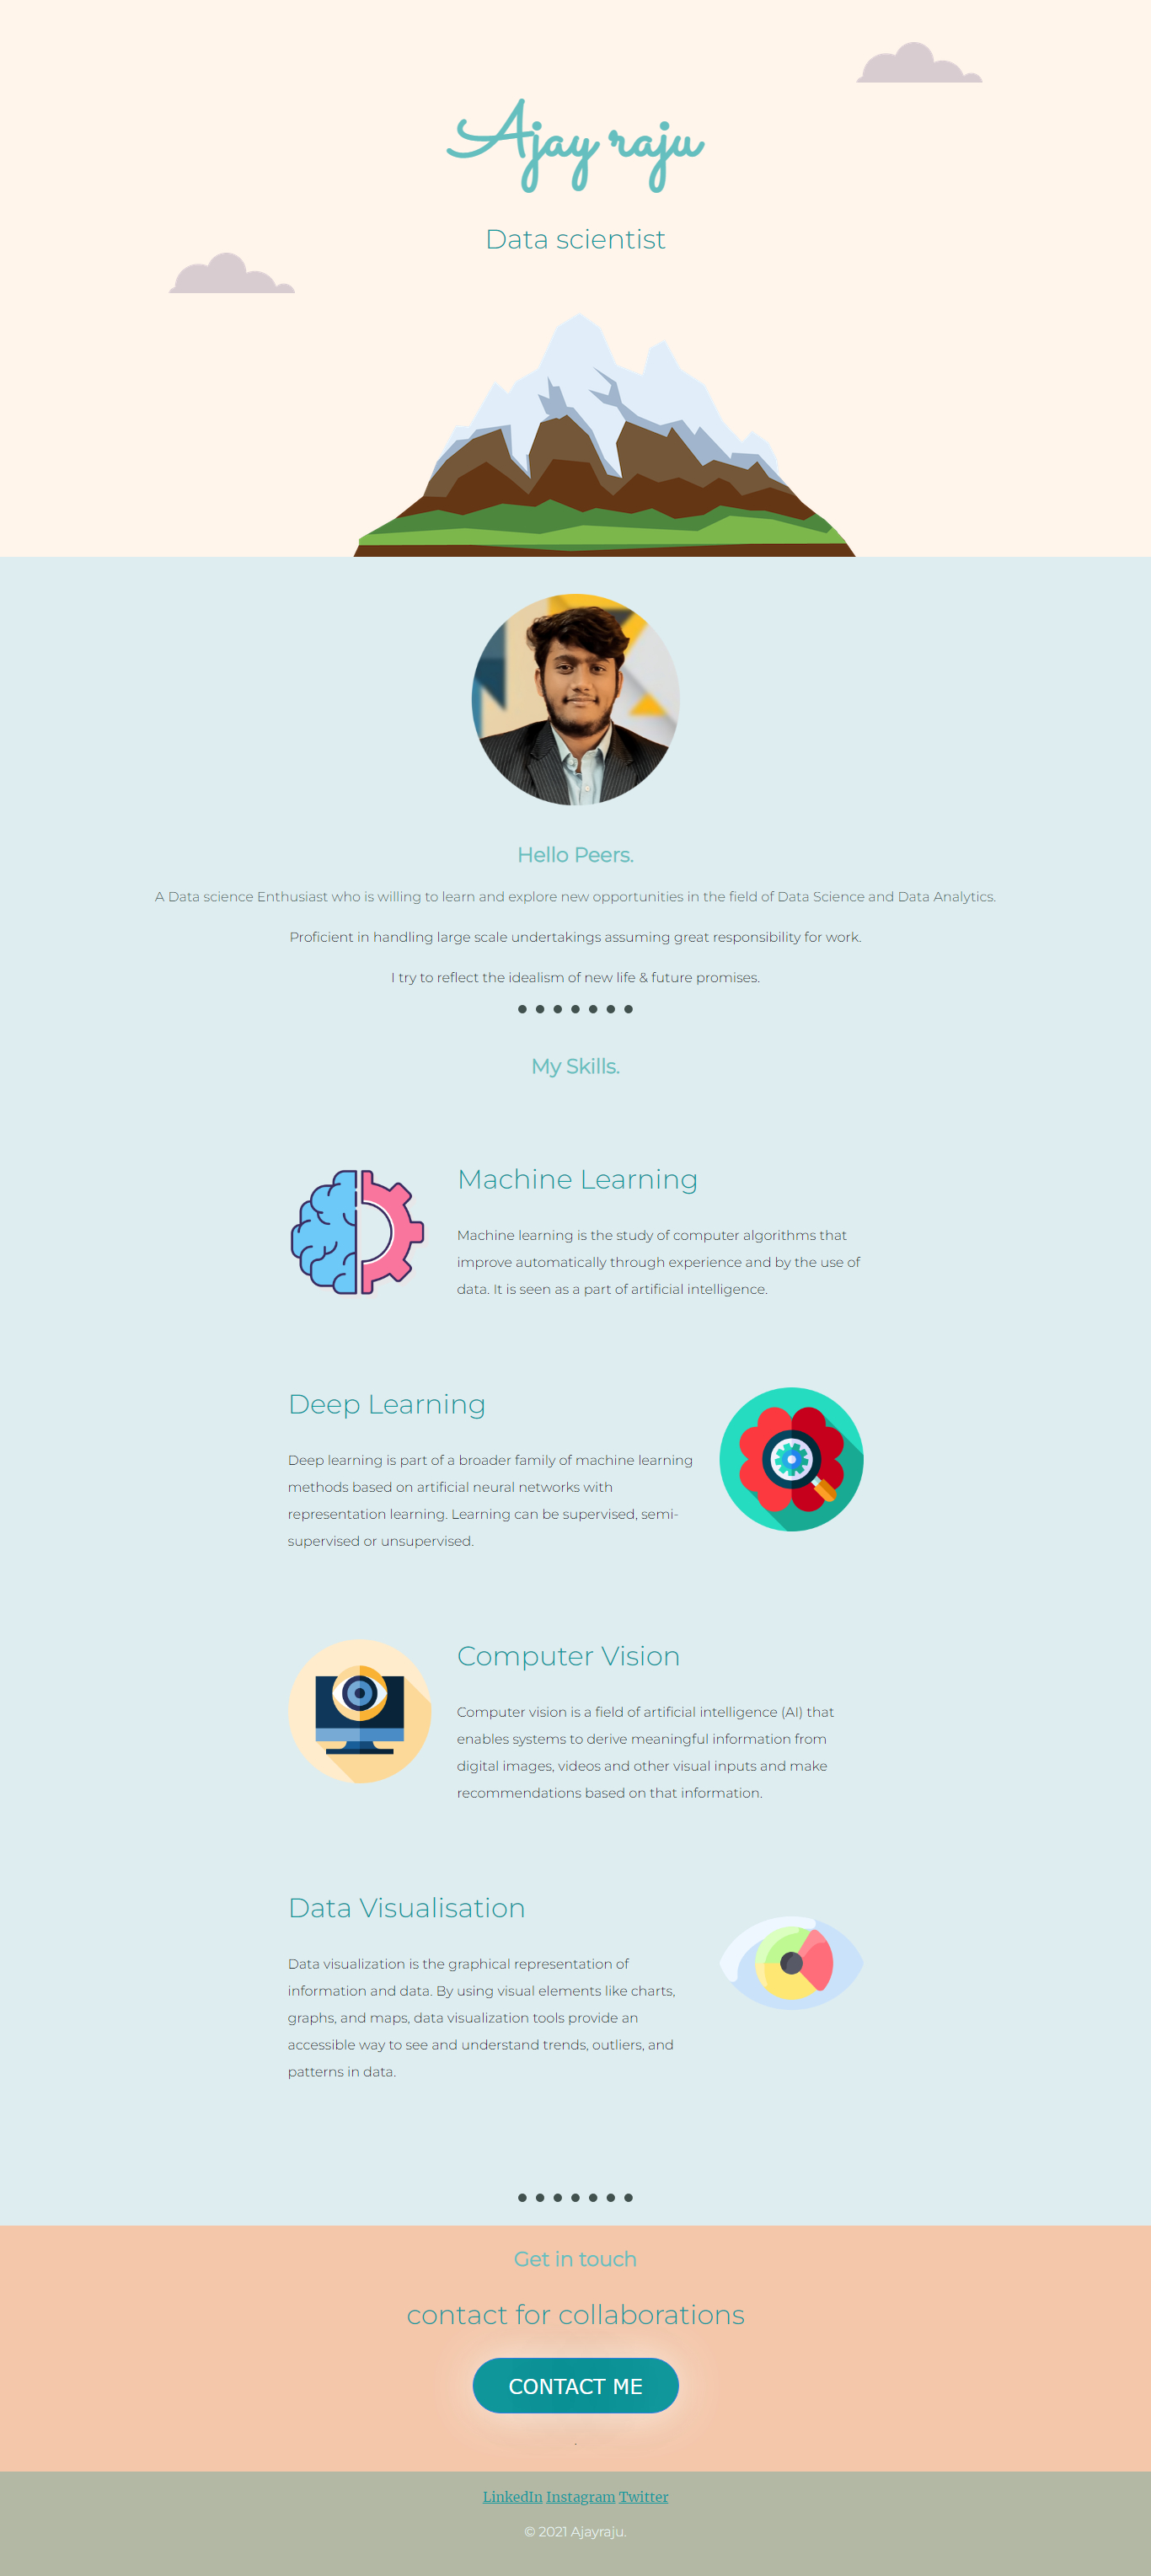 Ajay raju
Data scientist
Hello Peers.
A Data science Enthusiast who is willing to learn and explore new opportunities in the field of Data Science and Data Analytics.
Proficient in handling large scale undertakings assuming great responsibility for work.
I try to reflect the idealism of new life & future promises.
My Skills.
Machine Learning
Machine learning is the study of computer algorithms that
improve automatically through experience and by the use of
data. It is seen as a part of artificial intelligence.
Deep Learning
Deep learning is part of a broader family of machine learning
methods based on artificial neural networks with
representation learning. Learning can be supervised, semi-
supervised or unsupervised.
Computer Vision
Computer vision is a field of artificial intelligence (AI) that
enables systems to derive meaningful information from
digital images, videos and other visual inputs and make
recommendations based on that information.
Data Visualisation
Data visualization is the graphical representation of
information and data. By using visual elements like charts,
graphs, and maps, data visualization tools provide an
accessible way to see and understand trends, outliers, and
patterns in data.
Get in touch
contact for collaborations
CONTACT ME
.
LinkedIn Instagram Twitter
© 2021 Ajayraju.